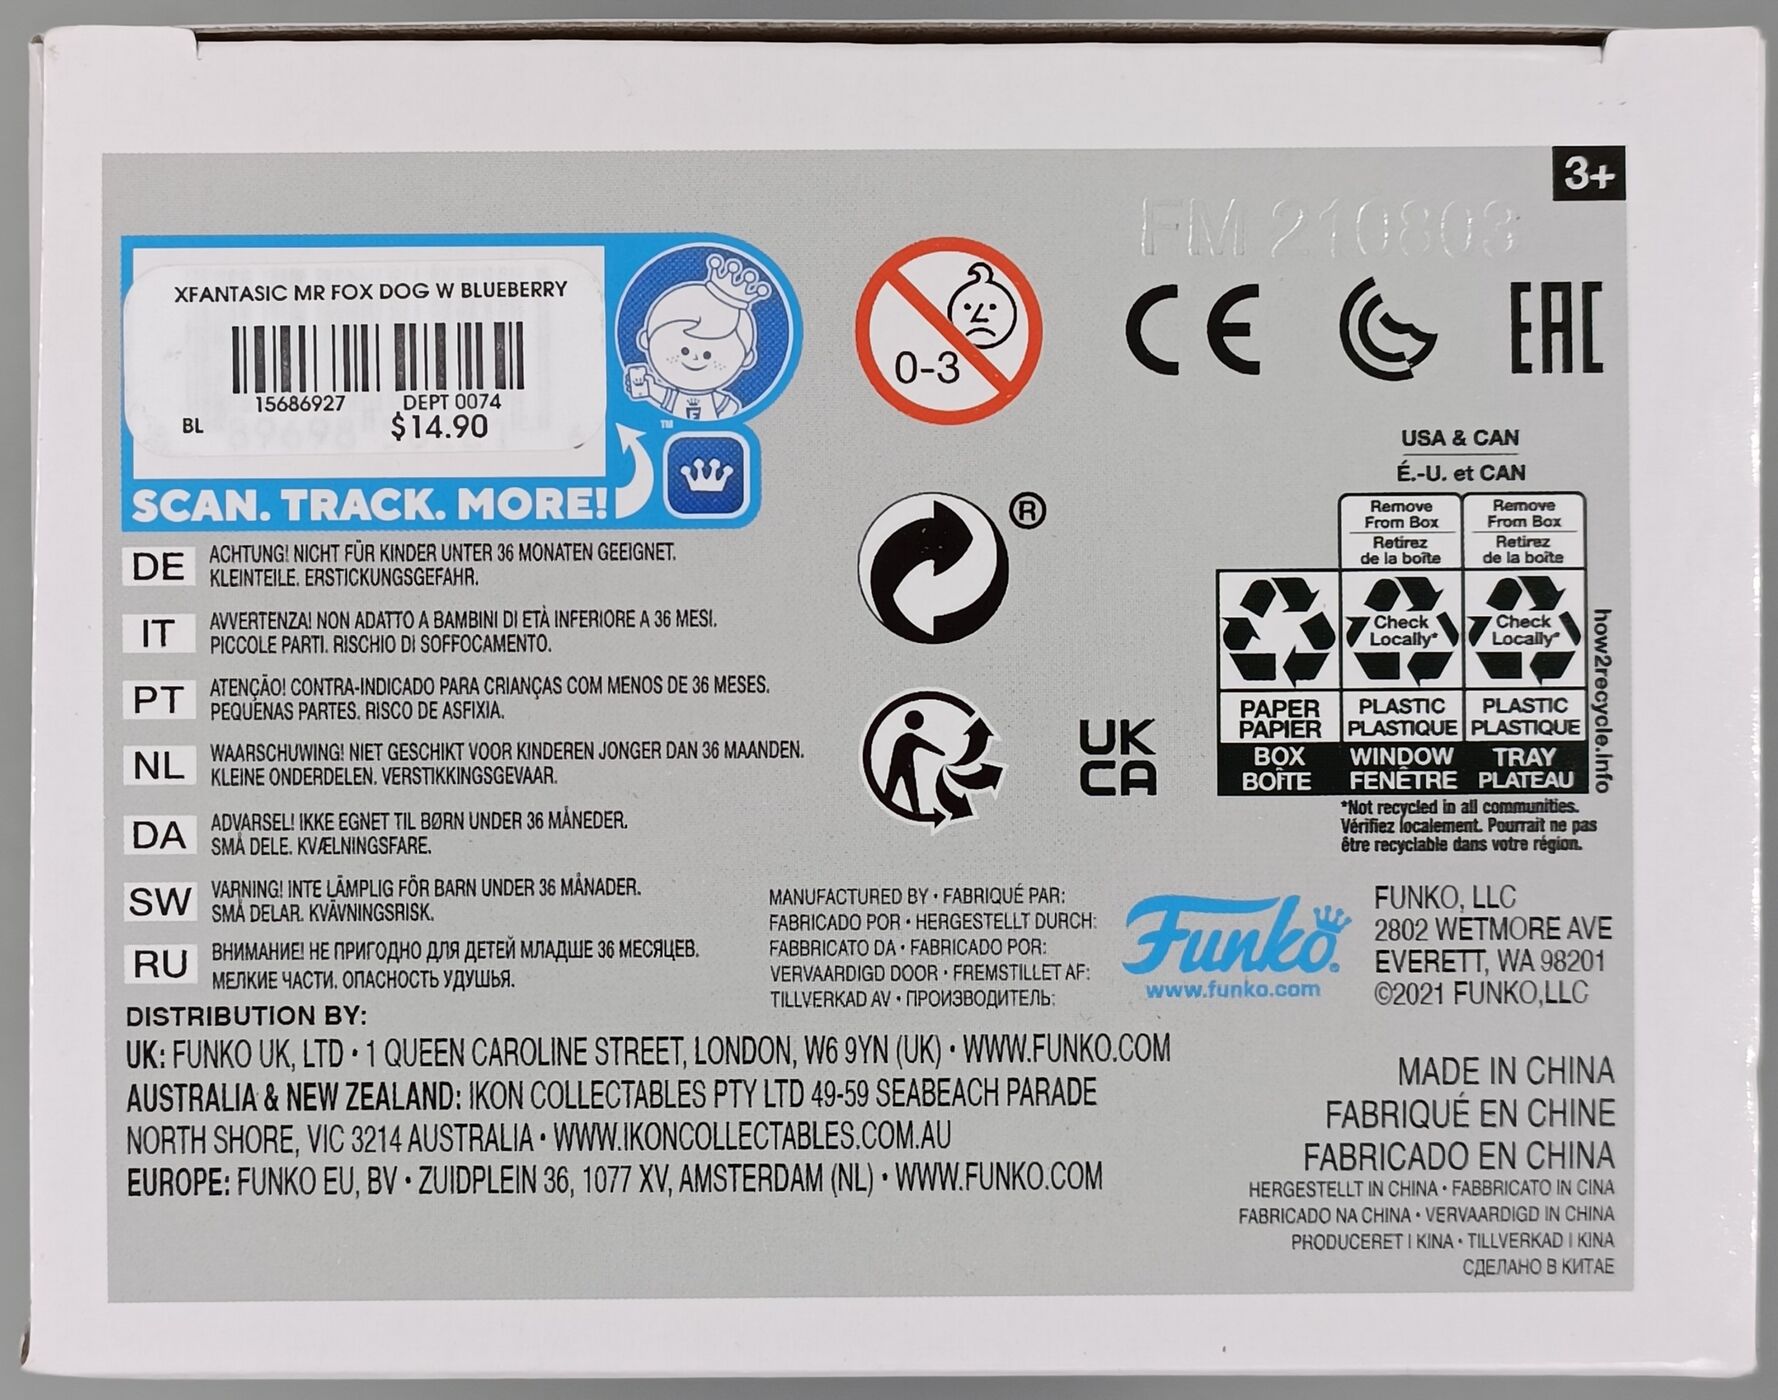 3+
FM 210803
XFANTASIC MR FOX DOG W BLUEBERRY
15686927 DEPT 0074
BL $14.90
SCAN. TRACK. MORE!
TM
0-3
CE
EAC
USA & CAN
É.-U. et CAN
Remove From Box
Retirez de la boîte
Remove From Box
Retirez de la boîte
Check Locally*
Check Locally*
PAPER PAPIER
PLASTIC PLASTIQUE
PLASTIC PLASTIQUE
BOX BOÎTE
WINDOW FENÊTRE
TRAY PLATEAU
how2recycle.info
*Not recycled in all communities.
Vérifiez localement. Pourrait ne pas
être recyclable dans votre région.
®
UK
CA
DE ACHTUNG! NICHT FÜR KINDER UNTER 36 MONATEN GEEIGNET.
KLEINTEILE. ERSTICKUNGSGEFAHR.
IT AVVERTENZA! NON ADATTO A BAMBINI DI ETÀ INFERIORE A 36 MESI.
PICCOLE PARTI. RISCHIO DI SOFFOCAMENTO.
PT ATENÇÃO! CONTRA-INDICADO PARA CRIANÇAS COM MENOS DE 36 MESES.
PEQUENAS PARTES. RISCO DE ASFIXIA.
NL WAARSCHUWING! NIET GESCHIKT VOOR KINDEREN JONGER DAN 36 MAANDEN.
KLEINE ONDERDELEN. VERSTIKKINGSGEVAAR.
DA ADVARSEL! IKKE EGNET TIL BØRN UNDER 36 MÅNEDER.
SMÅ DELE. KVÆLNINGSFARE.
SW VARNING! INTE LÄMPLIG FÖR BARN UNDER 36 MÅNADER.
SMÅ DELAR. KVÄVNINGSRISK.
RU ВНИМАНИЕ! НЕ ПРИГОДНО ДЛЯ ДЕТЕЙ МЛАДШЕ 36 МЕСЯЦЕВ.
МЕЛКИЕ ЧАСТИ. ОПАСНОСТЬ УДУШЬЯ.
MANUFACTURED BY • FABRIQUÉ PAR:
FABRICADO POR • HERGESTELLT DURCH:
FABBRICATO DA • FABRICADO POR:
VERVAARDIGD DOOR • FREMSTILLET AF:
TILLVERKAD AV • ПРОИЗВОДИТЕЛЬ:
Funko®
www.funko.com
FUNKO, LLC
2802 WETMORE AVE
EVERETT, WA 98201
©2021 FUNKO,LLC
DISTRIBUTION BY:
UK: FUNKO UK, LTD • 1 QUEEN CAROLINE STREET, LONDON, W6 9YN (UK) • WWW.FUNKO.COM
AUSTRALIA & NEW ZEALAND: IKON COLLECTABLES PTY LTD 49-59 SEABEACH PARADE
NORTH SHORE, VIC 3214 AUSTRALIA • WWW.IKONCOLLECTABLES.COM.AU
EUROPE: FUNKO EU, BV • ZUIDPLEIN 36, 1077 XV, AMSTERDAM (NL) • WWW.FUNKO.COM
MADE IN CHINA
FABRIQUÉ EN CHINE
FABRICADO EN CHINA
HERGESTELLT IN CHINA • FABBRICATO IN CINA
FABRICADO NA CHINA • VERVAARDIGD IN CHINA
PRODUCERET I KINA • TILLVERKAD I KINA
СДЕЛАНО В КИТАЕ